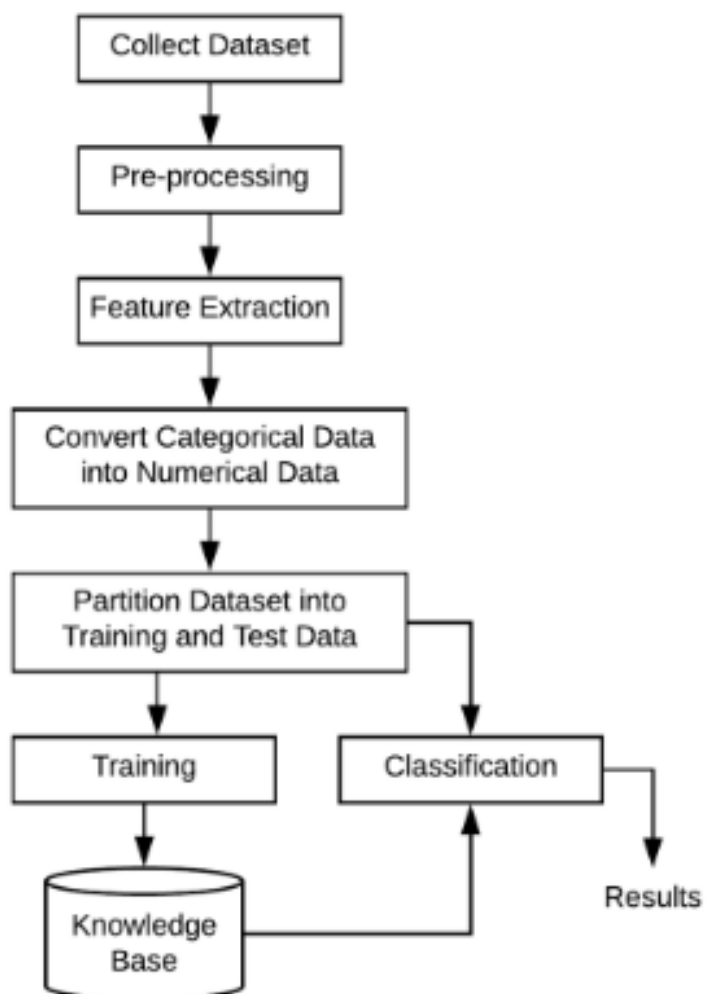 Collect Dataset
Pre-processing
Feature Extraction
Convert Categorical Data
into Numerical Data
Partition Dataset into
Training and Test Data
Training
Classification
Knowledge
Base
Results